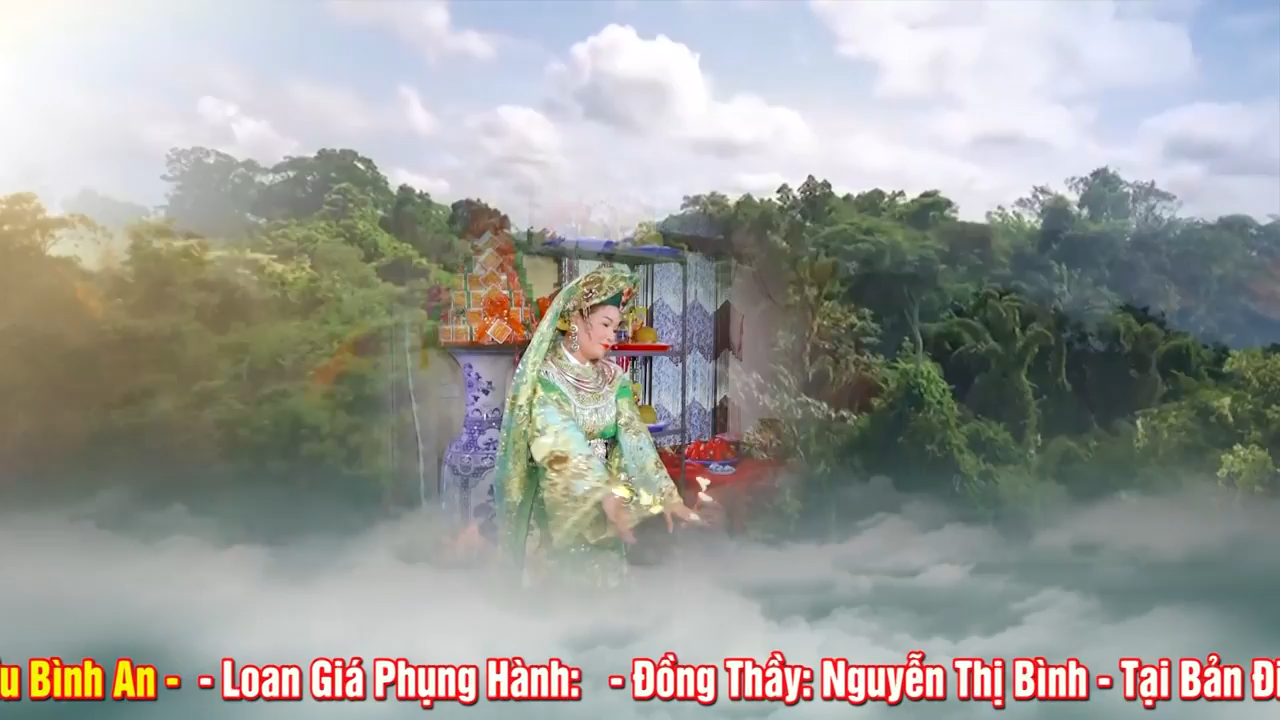 Bình An - - Loan Giá Phụng Hành: - Đồng Thầy: Nguyễn Thị Bình - Tại Bản